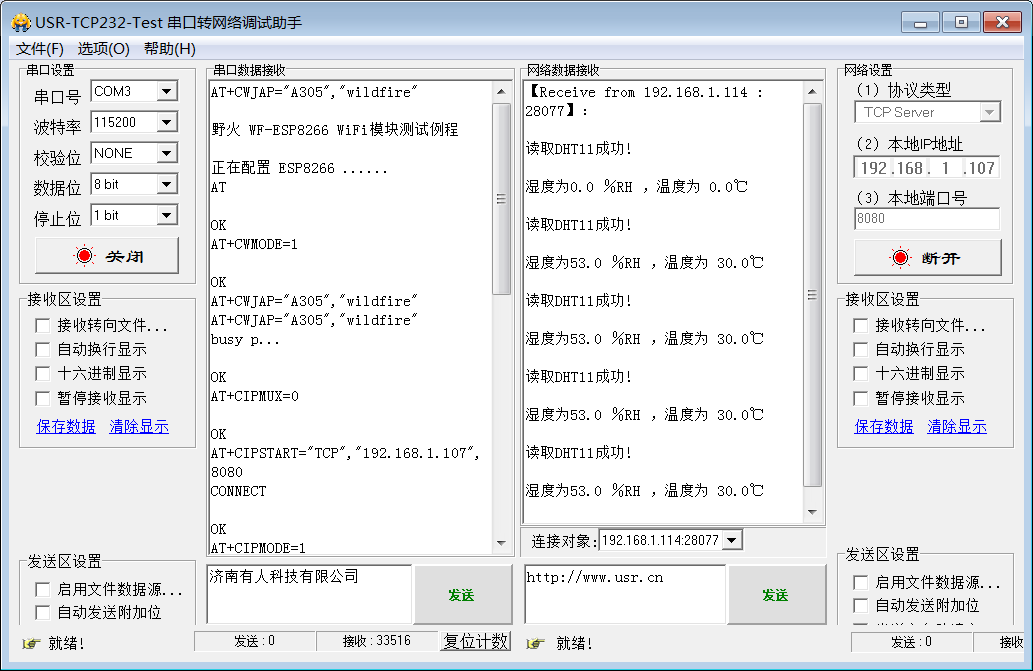 USR-TCP232-Test 串口转网络调试助手
文件(F) 选项(O) 帮助(H)
串口设置
串口号 COM3
波特率 115200
校验位 NONE
数据位 8 bit
停止位 1 bit
关闭
接收区设置
接收转向文件...
自动换行显示
十六进制显示
暂停接收显示
保存数据 清除显示
发送区设置
启用文件数据源...
自动发送附加位
串口数据接收
AT+CWJAP="A305","wildfire"
野火 WF-ESP8266 WiFi模块测试例程
正在配置 ESP8266 ......
AT
OK
AT+CWMODE=1
OK
AT+CWJAP="A305","wildfire"
AT+CWJAP="A305","wildfire"
busy p...
OK
AT+CIPMUX=0
OK
AT+CIPSTART="TCP","192.168.1.107",
8080
CONNECT
OK
AT+CIPMODE=1
济南有人科技有限公司
发送
网络数据接收
【Receive from 192.168.1.114 :
28077】:
读取DHT11成功!
湿度为0.0 %RH ，温度为 0.0℃
读取DHT11成功!
湿度为53.0 %RH ，温度为 30.0℃
读取DHT11成功!
湿度为53.0 %RH ，温度为 30.0℃
读取DHT11成功!
湿度为53.0 %RH ，温度为 30.0℃
读取DHT11成功!
湿度为53.0 %RH ，温度为 30.0℃
连接对象: 192.168.1.114:28077
http://www.usr.cn
发送
网络设置
(1) 协议类型
TCP Server
(2) 本地IP地址
192.168. 1 .107
(3) 本地端口号
8080
断开
接收区设置
接收转向文件...
自动换行显示
十六进制显示
暂停接收显示
保存数据 清除显示
发送区设置
启用文件数据源...
自动发送附加位
就绪! 发送 : 0 接收 : 33516 复位计数 就绪! 发送 : 0 接收